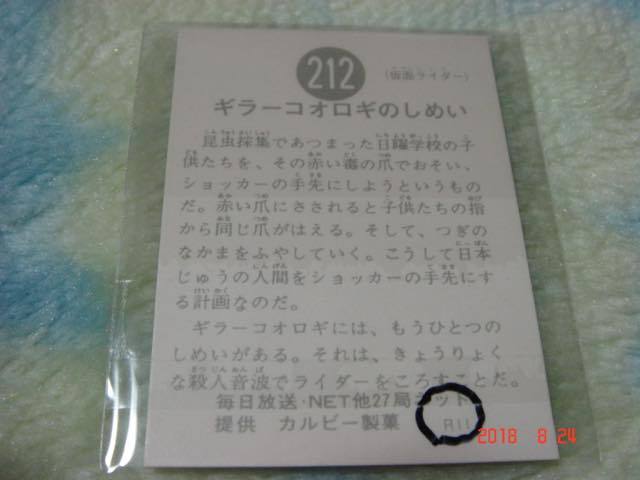 212
(仮面ライダー)
ギラーコオロギのしめい
昆虫採集であつまった日曜学校の子
供たちを、その赤い毒の爪でおそい、
ショッカーの手先にしようというもの
だ。赤い爪にさされると子供たちの指
から同じ爪がはえる。そして、つぎの
なかまをふやしていく。こうして日本
じゅうの人間をショッカーの手先にす
る計画なのだ。
ギラーコオロギには、もうひとつの
しめいがある。それは、きょうりょく
な殺人音波でライダーをころすことだ。
毎日放送・NET他27局ネット
提供 カルビー製菓
R11
2018 8 24